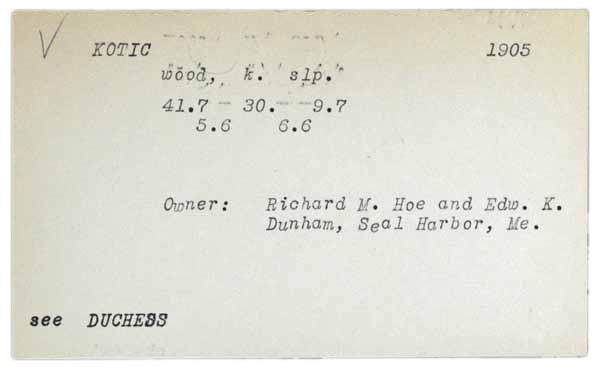 √ KOTIC 1905
wood, k. slp.
41.7 - 30. - 9.7
5.6 6.6
Owner: Richard M. Hoe and Edw. K.
Dunham, Seal Harbor, Me.
see DUCHESS